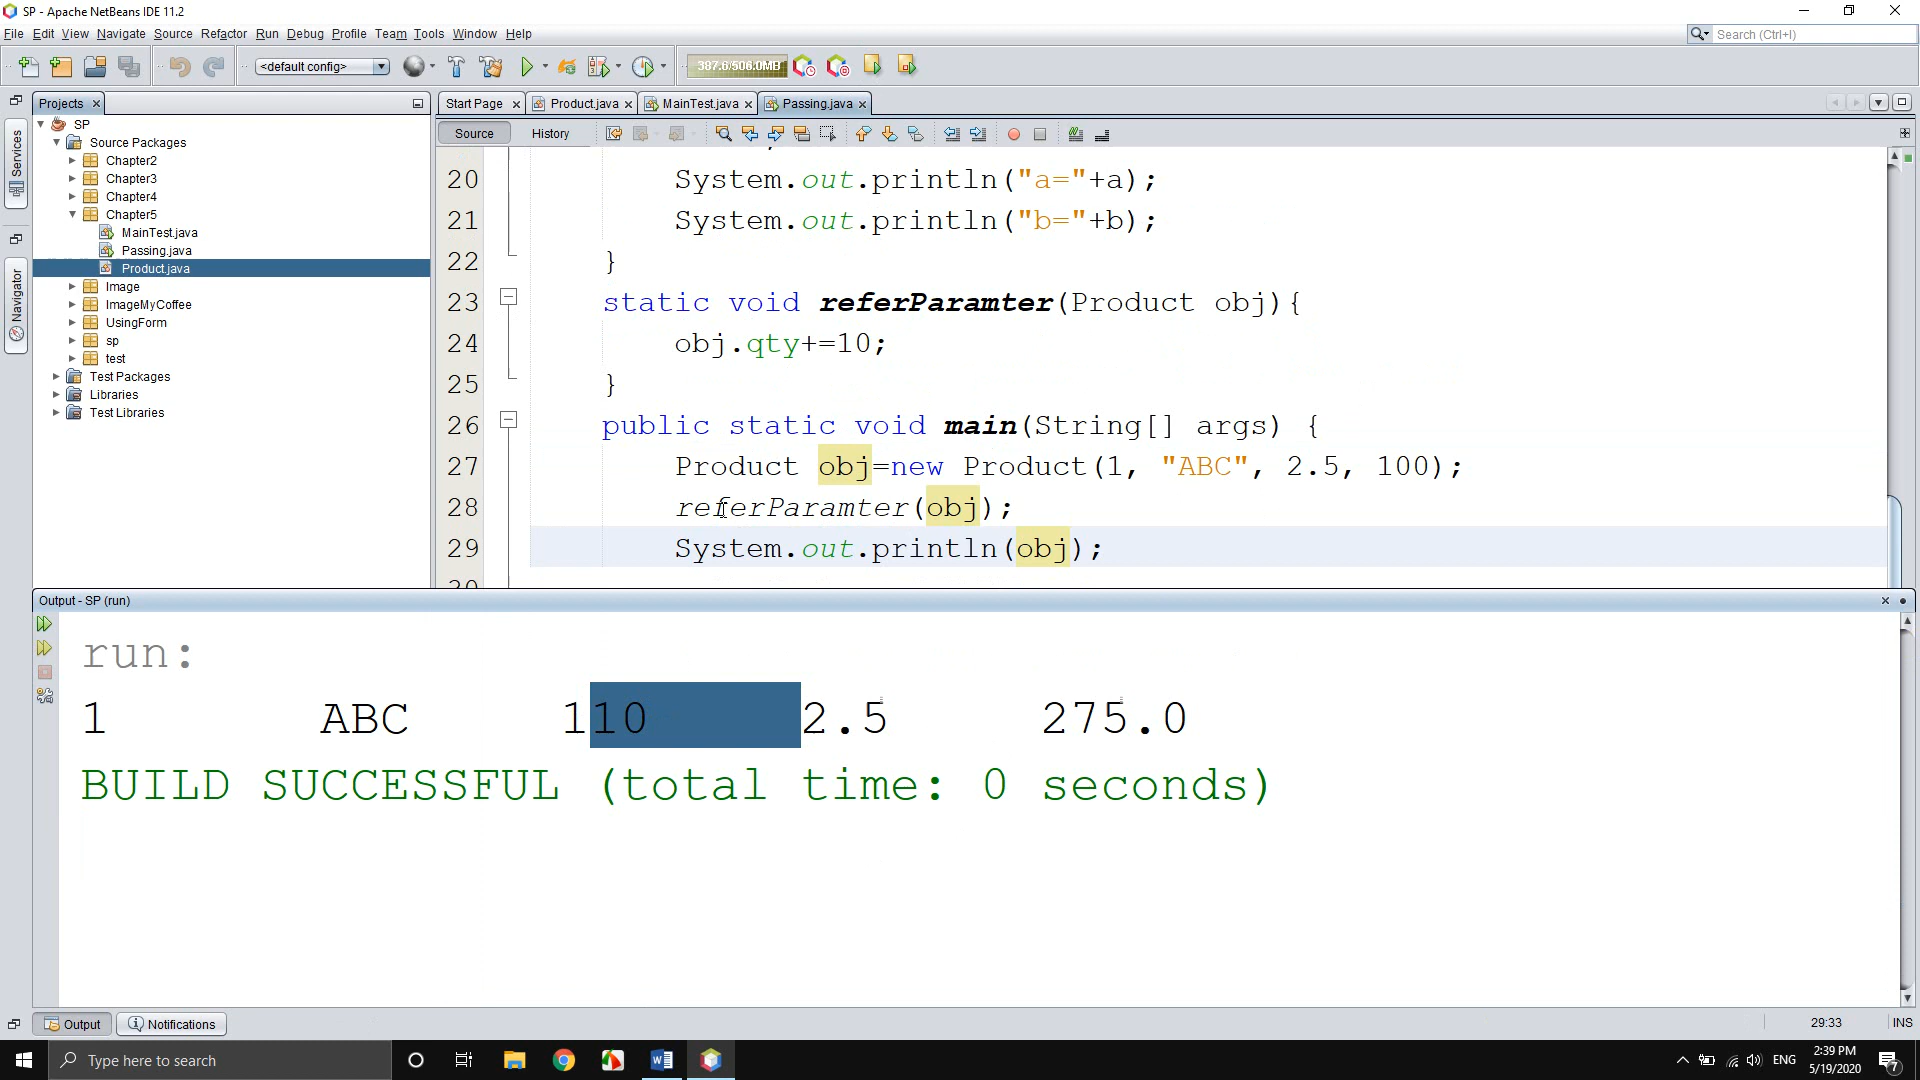 SP - Apache NetBeans IDE 11.2
File Edit View Navigate Source Refactor Run Debug Profile Team Tools Window Help
Search (Ctrl+I)
<default config>
387.6/506.0MB
Projects
Start Page
Product.java
MainTest.java
Passing.java
Source
History
Services
Navigator
SP
Source Packages
Chapter2
Chapter3
Chapter4
Chapter5
MainTest.java
Passing.java
Product.java
Image
ImageMyCoffee
UsingForm
sp
test
Test Packages
Libraries
Test Libraries
20 System.out.println("a="+a);
21 System.out.println("b="+b);
22 }
23 static void referParamter(Product obj){
24 obj.qty+=10;
25 }
26 public static void main(String[] args) {
27 Product obj=new Product(1, "ABC", 2.5, 100);
28 referParamter(obj);
29 System.out.println(obj);
Output - SP (run)
run:
1 ABC 110 2.5 275.0
BUILD SUCCESSFUL (total time: 0 seconds)
Output
Notifications
29:33
INS
Type here to search
ENG
2:39 PM
5/19/2020
7